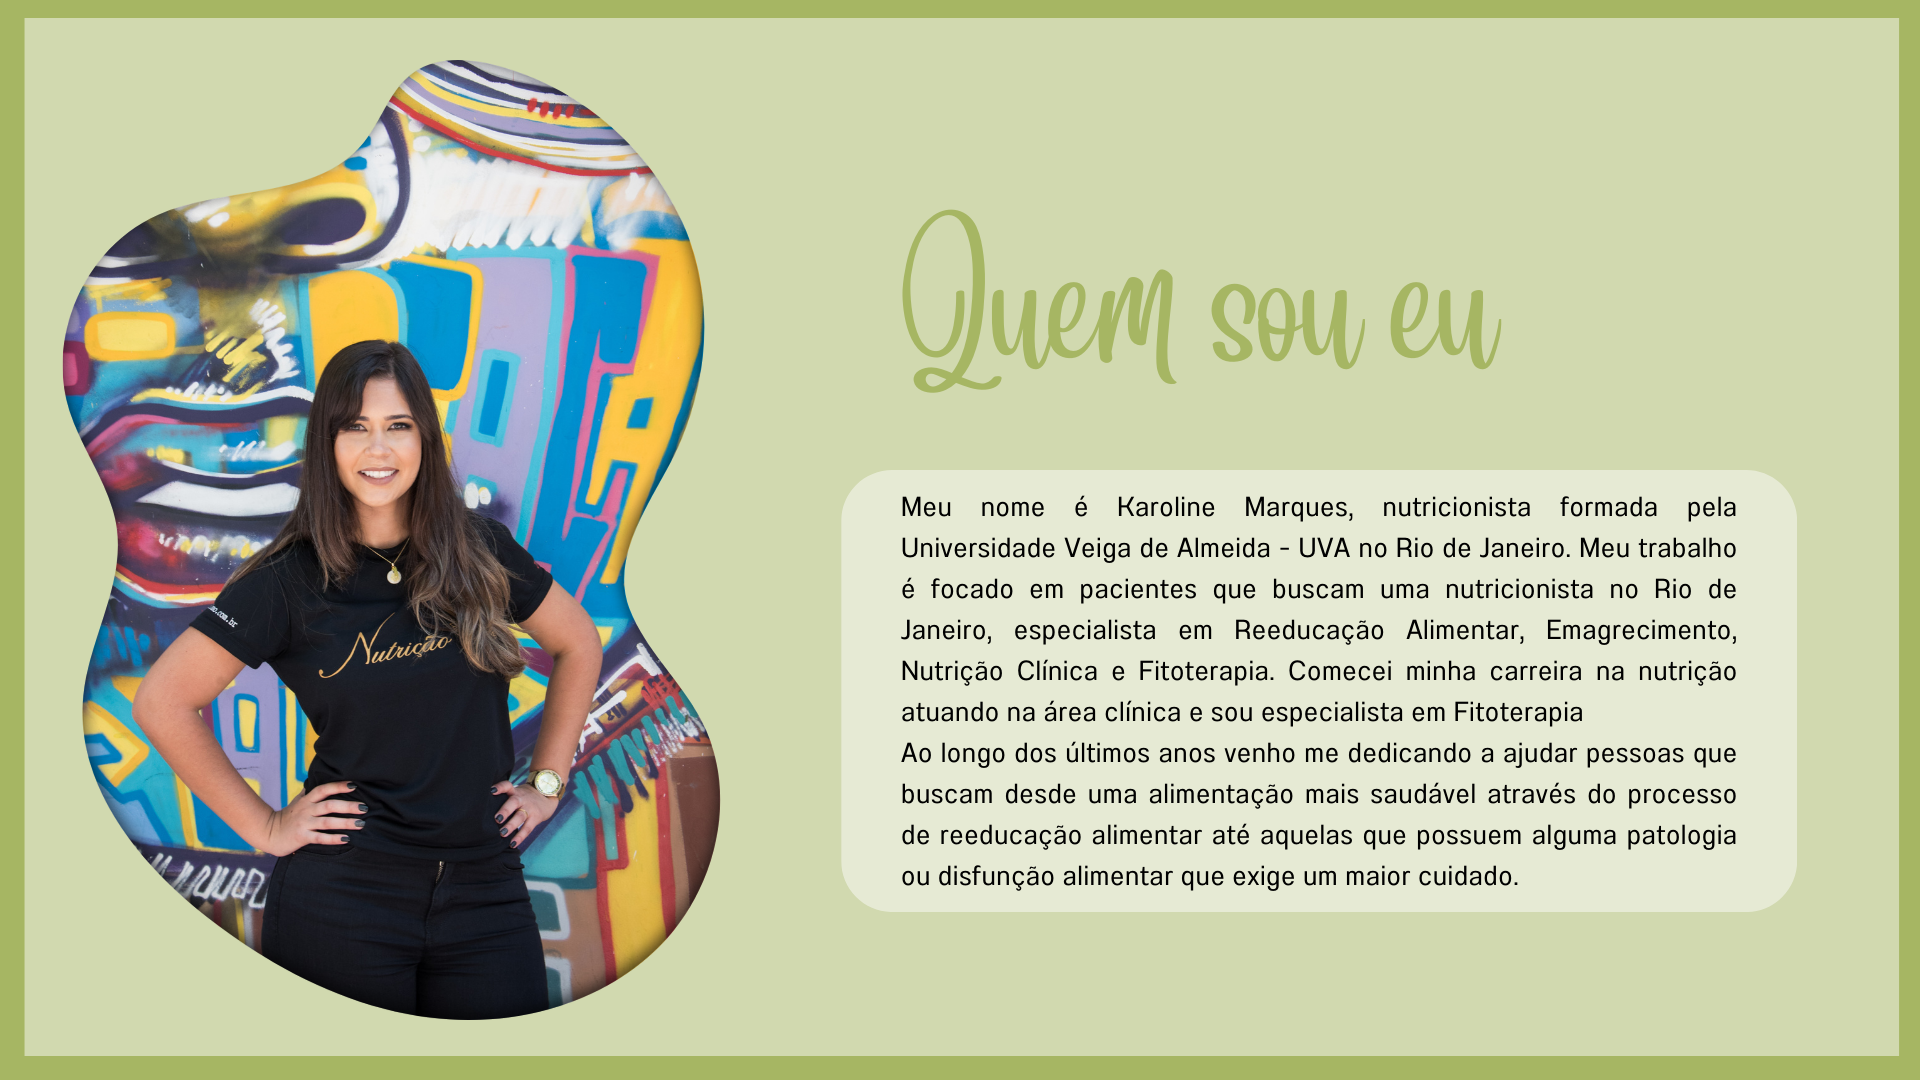 Quem sou eu
Meu nome é Karoline Marques, nutricionista formada pela
Universidade Veiga de Almeida - UVA no Rio de Janeiro. Meu trabalho
é focado em pacientes que buscam uma nutricionista no Rio de
Janeiro, especialista em Reeducação Alimentar, Emagrecimento,
Nutrição Clínica e Fitoterapia. Comecei minha carreira na nutrição
atuando na área clínica e sou especialista em Fitoterapia
Ao longo dos últimos anos venho me dedicando a ajudar pessoas que
buscam desde uma alimentação mais saudável através do processo
de reeducação alimentar até aquelas que possuem alguma patologia
ou disfunção alimentar que exige um maior cuidado.
Nutrição